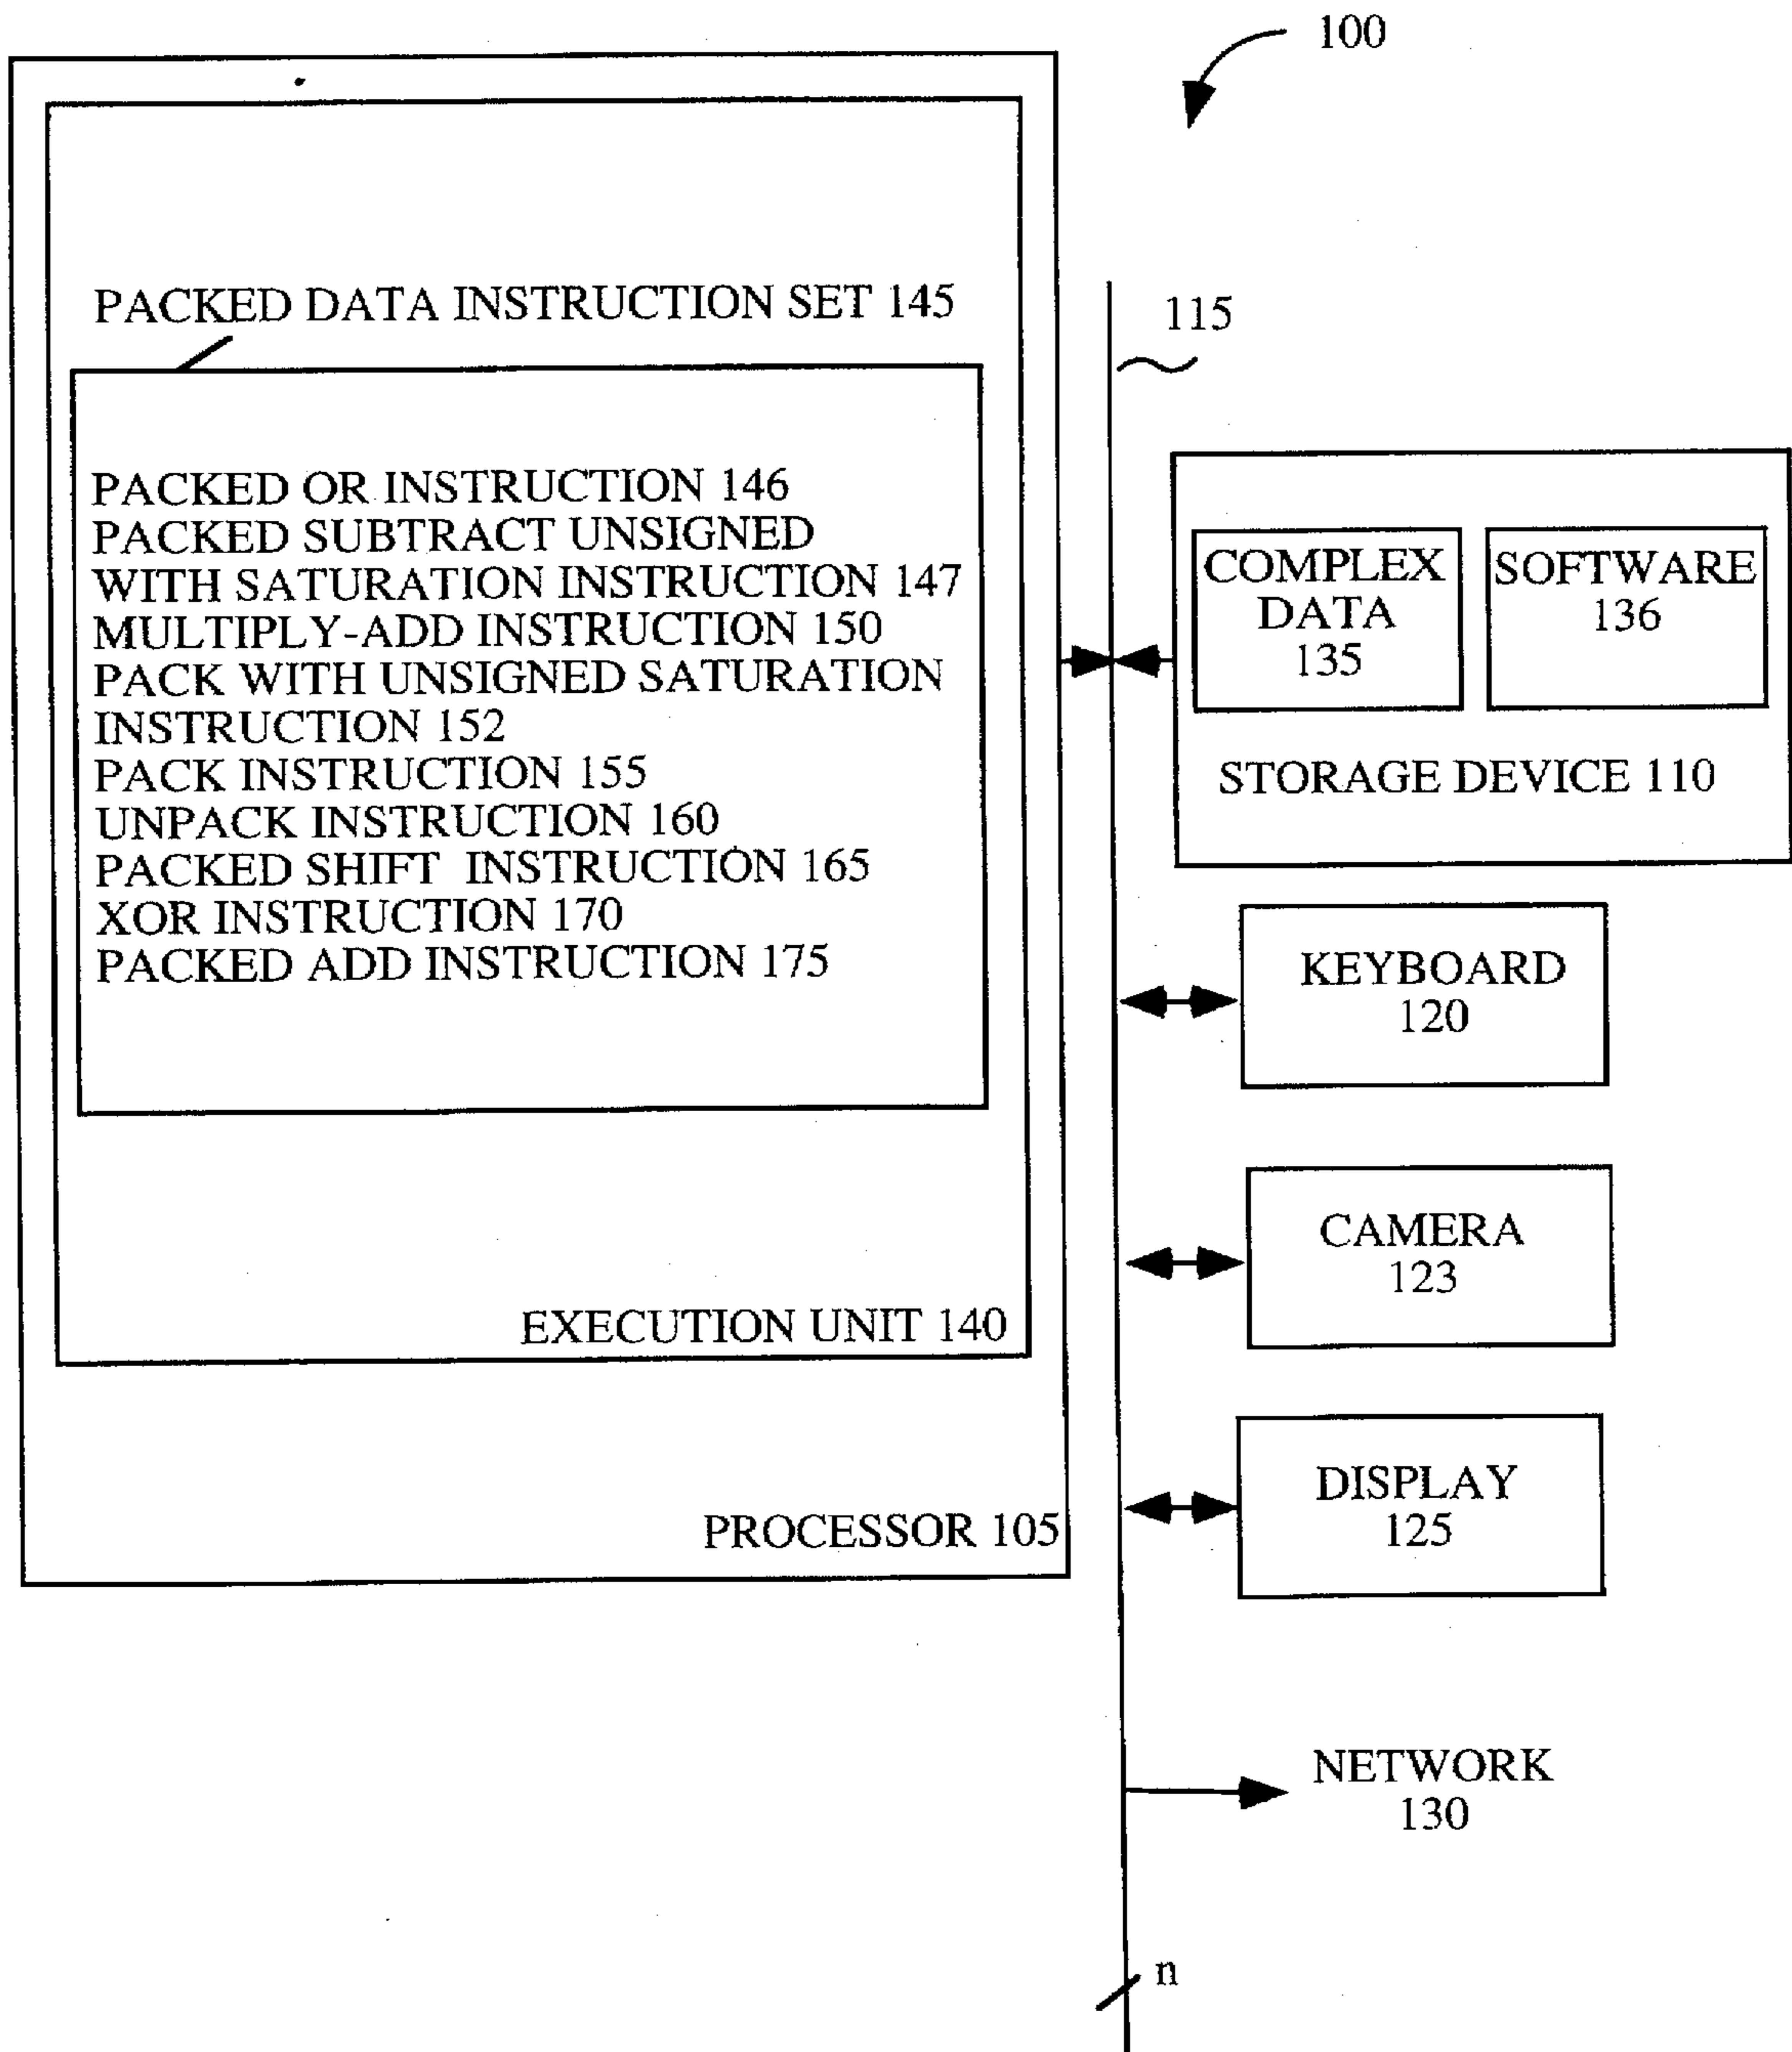 100
PACKED DATA INSTRUCTION SET 145
PACKED OR INSTRUCTION 146
PACKED SUBTRACT UNSIGNED
WITH SATURATION INSTRUCTION 147
MULTIPLY-ADD INSTRUCTION 150
PACK WITH UNSIGNED SATURATION
INSTRUCTION 152
PACK INSTRUCTION 155
UNPACK INSTRUCTION 160
PACKED SHIFT INSTRUCTION 165
XOR INSTRUCTION 170
PACKED ADD INSTRUCTION 175
EXECUTION UNIT 140
PROCESSOR 105
115
COMPLEX
DATA
135
SOFTWARE
136
STORAGE DEVICE 110
KEYBOARD
120
CAMERA
123
DISPLAY
125
NETWORK
130
n